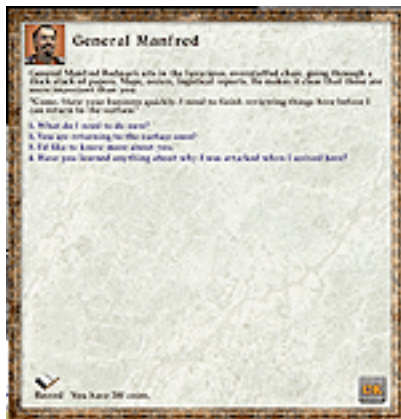 General Manfred
General Manfred Redmark sits in the luxurious, overstuffed chair, going through a
thick stack of papers. Maps, orders, logistical reports. He makes it clear that these are
more important than you.
"Come. State your business quickly. I need to finish reviewing things here before I
can return to the surface."
1. What do I need to do now?
2. You are returning to the surface soon?
3. I'd like to know more about you.
4. Have you learned anything about why I was attacked when I arrived here?
Record You have coins.
OK